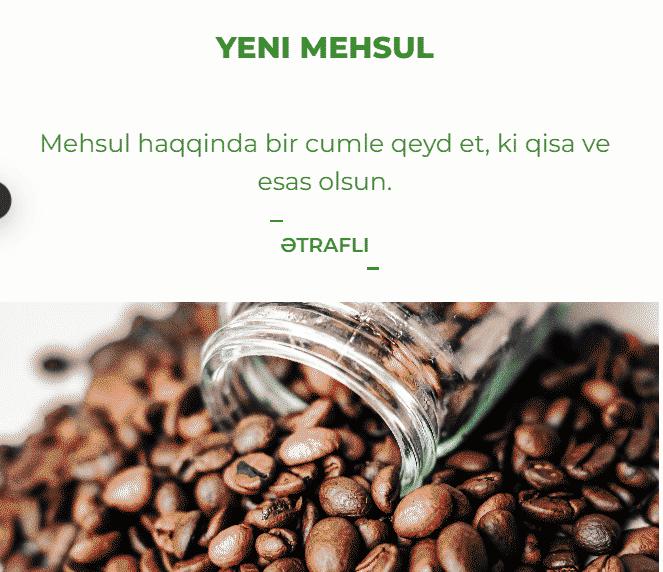 YENI MEHSUL
Mehsul haqqinda bir cumle qeyd et, ki qisa ve
esas olsun.
ƏTRAFLI